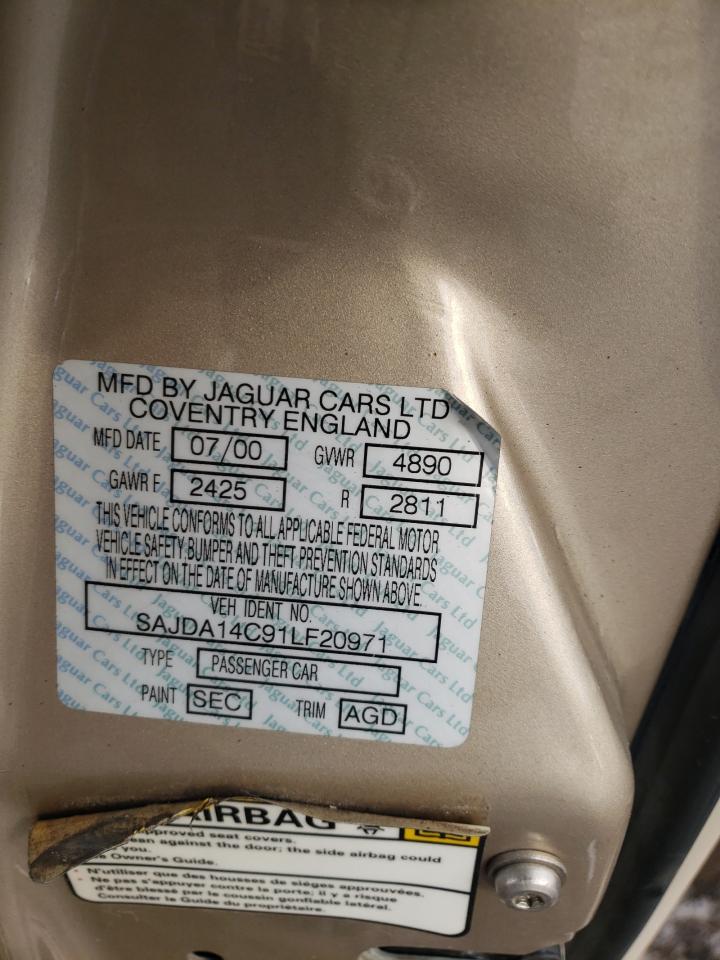 MFD BY JAGUAR CARS LTD
COVENTRY ENGLAND
MFD DATE 07/00 GVWR 4890
GAWR F 2425 R 2811
THIS VEHICLE CONFORMS TO ALL APPLICABLE FEDERAL MOTOR
VEHICLE SAFETY, BUMPER AND THEFT PREVENTION STANDARDS
IN EFFECT ON THE DATE OF MANUFACTURE SHOWN ABOVE.
VEH IDENT NO.
SAJDA14C91LF20971
TYPE PASSENGER CAR
PAINT SEC TRIM AGD
AIRBAG
approved seat covers.
lean against the door; the side airbag could
you.
Owner's Guide.
N'utiliser que des housses de sièges approuvées.
Ne pas s'appuyer contre la porte; il y a risque
d'être blessé par le coussin gonflable latéral.
Consulter le Guide du propriétaire.